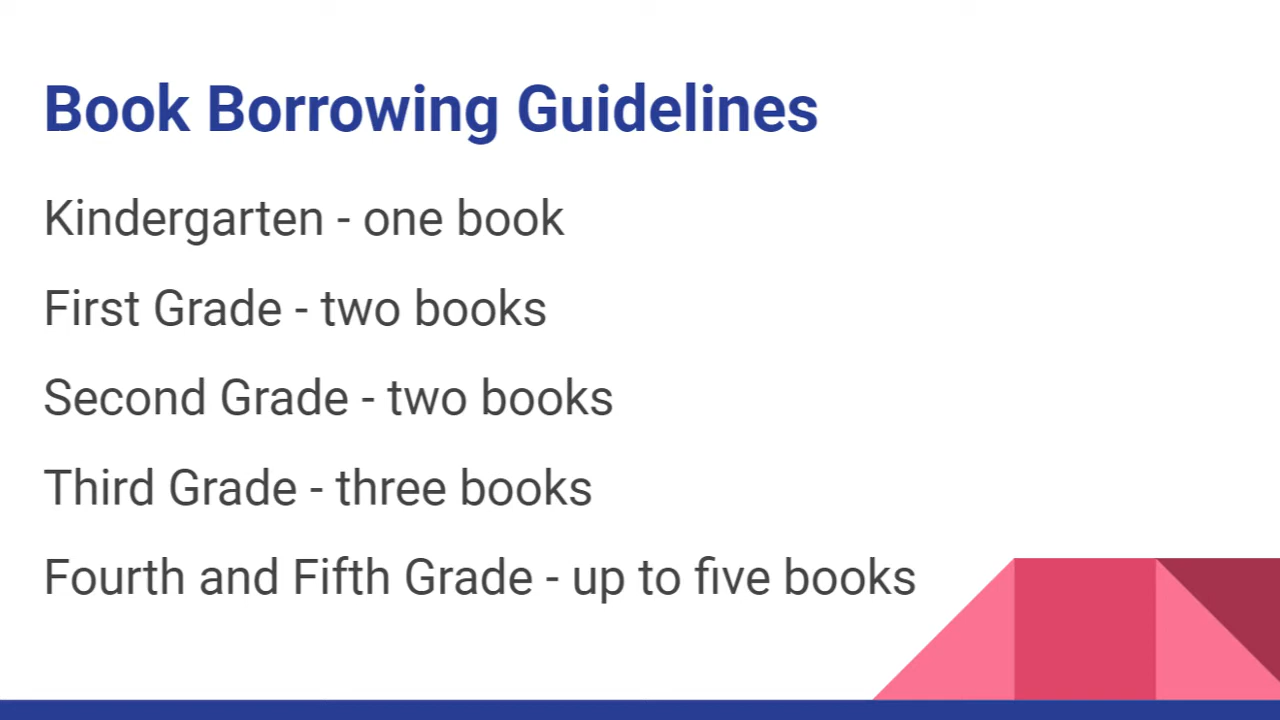 Book Borrowing Guidelines
Kindergarten - one book
First Grade - two books
Second Grade - two books
Third Grade - three books
Fourth and Fifth Grade - up to five books